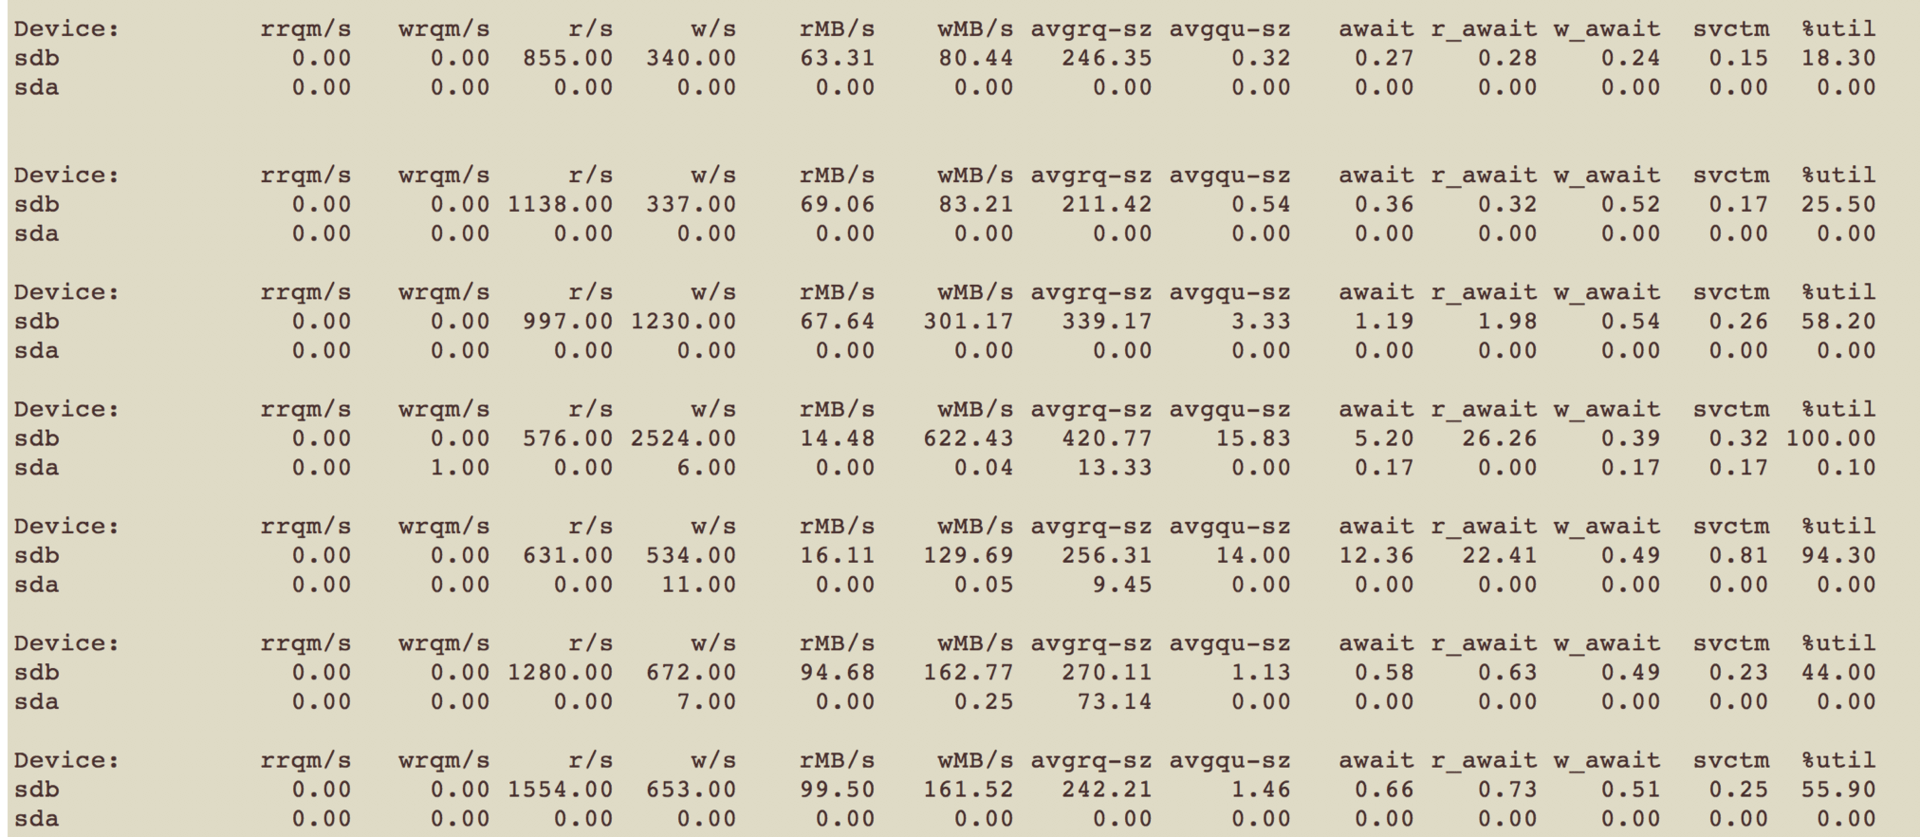 Device: rrqm/s wrqm/s r/s w/s rMB/s wMB/s avgrq-sz avgqu-sz await r_await w_await svctm %util
sdb 0.00 0.00 855.00 340.00 63.31 80.44 246.35 0.32 0.27 0.28 0.24 0.15 18.30
sda 0.00 0.00 0.00 0.00 0.00 0.00 0.00 0.00 0.00 0.00 0.00 0.00 0.00
Device: rrqm/s wrqm/s r/s w/s rMB/s wMB/s avgrq-sz avgqu-sz await r_await w_await svctm %util
sdb 0.00 0.00 1138.00 337.00 69.06 83.21 211.42 0.54 0.36 0.32 0.52 0.17 25.50
sda 0.00 0.00 0.00 0.00 0.00 0.00 0.00 0.00 0.00 0.00 0.00 0.00 0.00
Device: rrqm/s wrqm/s r/s w/s rMB/s wMB/s avgrq-sz avgqu-sz await r_await w_await svctm %util
sdb 0.00 0.00 997.00 1230.00 67.64 301.17 339.17 3.33 1.19 1.98 0.54 0.26 58.20
sda 0.00 0.00 0.00 0.00 0.00 0.00 0.00 0.00 0.00 0.00 0.00 0.00 0.00
Device: rrqm/s wrqm/s r/s w/s rMB/s wMB/s avgrq-sz avgqu-sz await r_await w_await svctm %util
sdb 0.00 0.00 576.00 2524.00 14.48 622.43 420.77 15.83 5.20 26.26 0.39 0.32 100.00
sda 0.00 1.00 0.00 6.00 0.00 0.04 13.33 0.00 0.17 0.00 0.17 0.17 0.10
Device: rrqm/s wrqm/s r/s w/s rMB/s wMB/s avgrq-sz avgqu-sz await r_await w_await svctm %util
sdb 0.00 0.00 631.00 534.00 16.11 129.69 256.31 14.00 12.36 22.41 0.49 0.81 94.30
sda 0.00 0.00 0.00 11.00 0.00 0.05 9.45 0.00 0.00 0.00 0.00 0.00 0.00
Device: rrqm/s wrqm/s r/s w/s rMB/s wMB/s avgrq-sz avgqu-sz await r_await w_await svctm %util
sdb 0.00 0.00 1280.00 672.00 94.68 162.77 270.11 1.13 0.58 0.63 0.49 0.23 44.00
sda 0.00 0.00 0.00 7.00 0.00 0.25 73.14 0.00 0.00 0.00 0.00 0.00 0.00
Device: rrqm/s wrqm/s r/s w/s rMB/s wMB/s avgrq-sz avgqu-sz await r_await w_await svctm %util
sdb 0.00 0.00 1554.00 653.00 99.50 161.52 242.21 1.46 0.66 0.73 0.51 0.25 55.90
sda 0.00 0.00 0.00 0.00 0.00 0.00 0.00 0.00 0.00 0.00 0.00 0.00 0.00